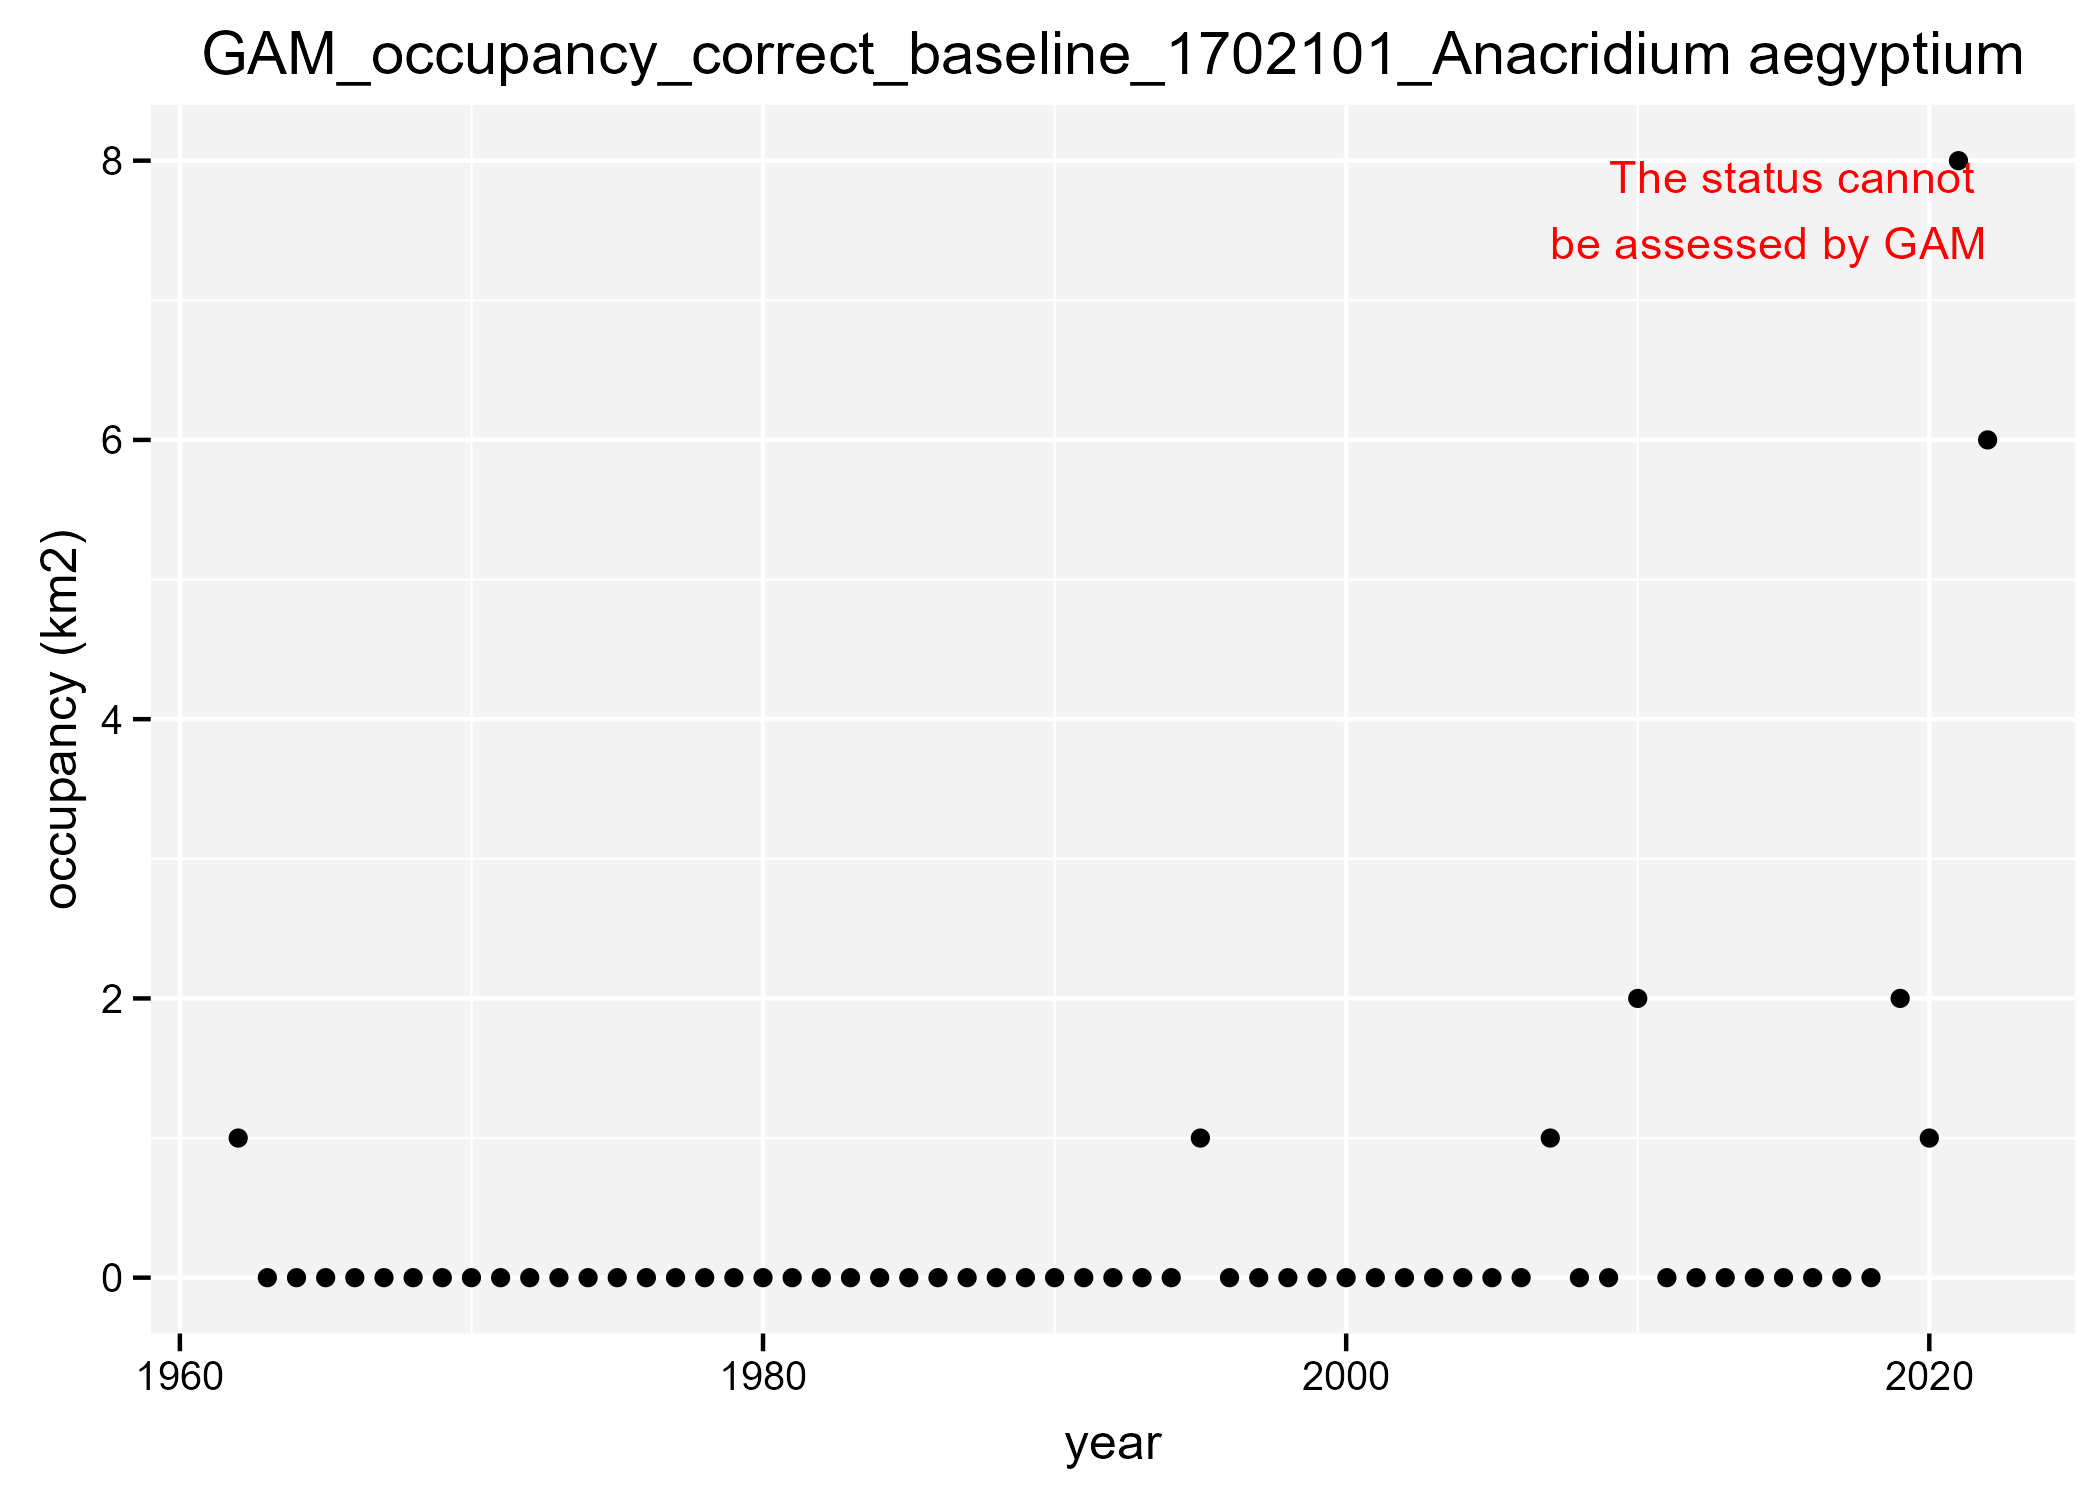 GAM_occupancy_correct_baseline_1702101_Anacridium aegyptium
The status cannot
be assessed by GAM
8
6
4
2
0
occupancy (km2)
1960 1980 2000 2020
year